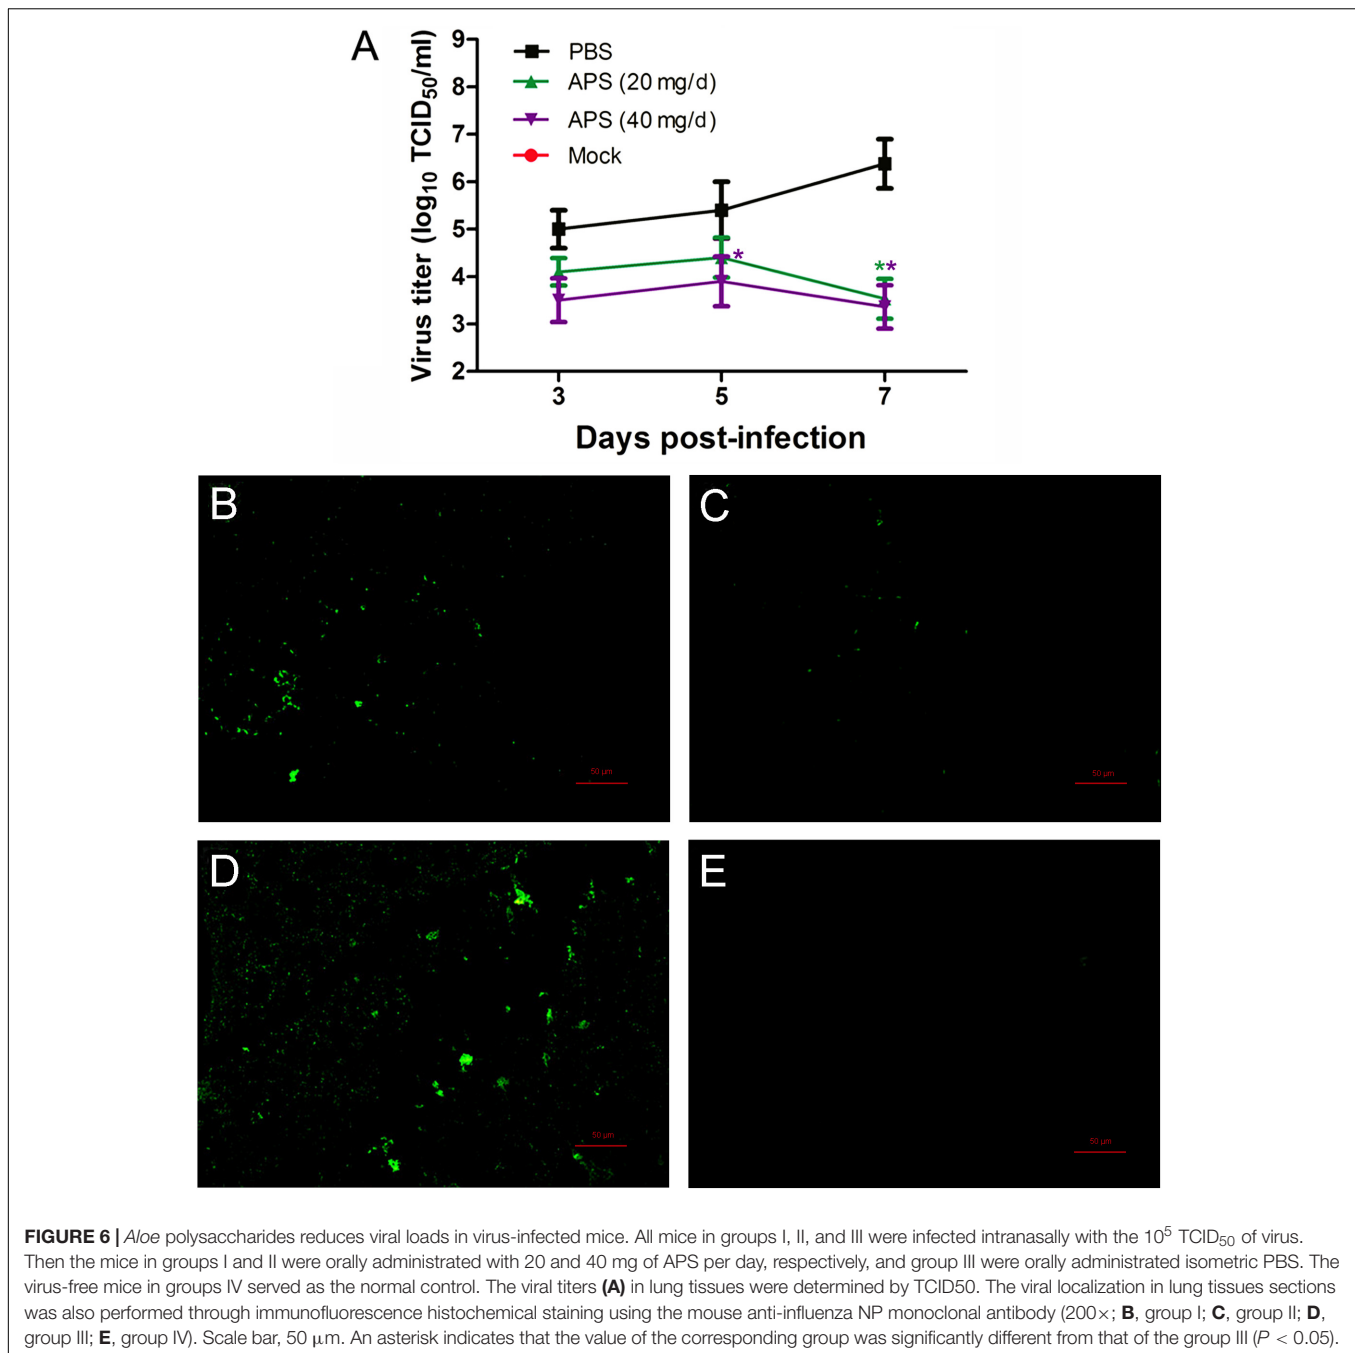 A
9
8
7
6
5
4
3
2
Virus titer (log10 TCID50/ml)
PBS
APS (20 mg/d)
APS (40 mg/d)
Mock
*
**
3 5 7
Days post-infection
B
50 µm
C
50 µm
D
50 µm
E
50 µm
FIGURE 6 | Aloe polysaccharides reduces viral loads in virus-infected mice. All mice in groups I, II, and III were infected intranasally with the 10^5 TCID50 of virus.
Then the mice in groups I and II were orally administrated with 20 and 40 mg of APS per day, respectively, and group III were orally administrated isometric PBS. The
virus-free mice in groups IV served as the normal control. The viral titers (A) in lung tissues were determined by TCID50. The viral localization in lung tissues sections
was also performed through immunofluorescence histochemical staining using the mouse anti-influenza NP monoclonal antibody (200×; B, group I; C, group II; D,
group III; E, group IV). Scale bar, 50 µm. An asterisk indicates that the value of the corresponding group was significantly different from that of the group III (P < 0.05).